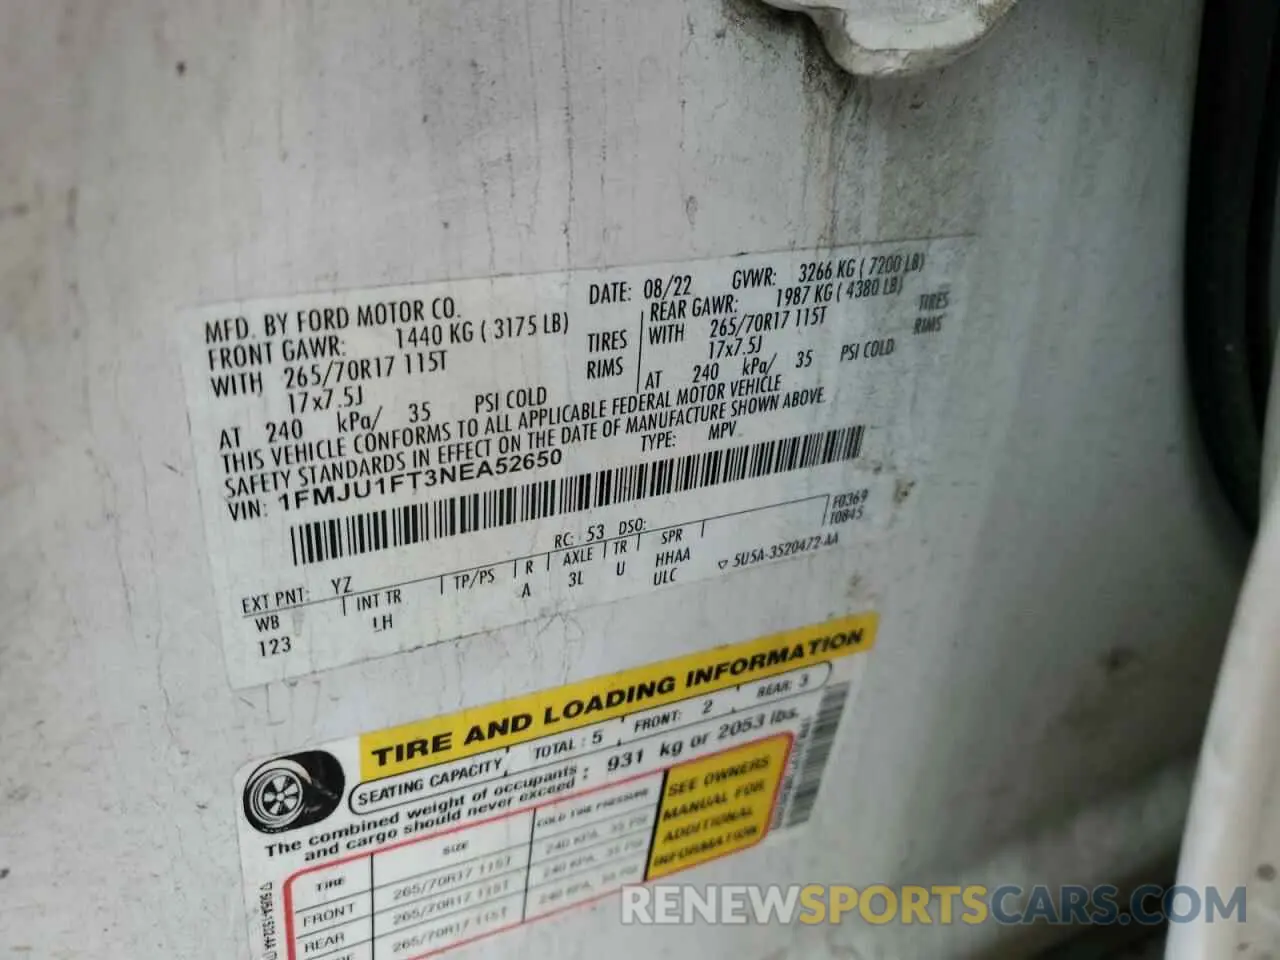 MFD. BY FORD MOTOR CO.
DATE: 08/22 GVWR: 3266 KG ( 7200 LB)
FRONT GAWR: 1440 KG ( 3175 LB)
REAR GAWR: 1987 KG ( 4380 LB)
WITH 265/70R17 115T TIRES
WITH 265/70R17 115T TIRES
17x7.5J RIMS
17x7.5J RIMS
AT 240 kPa/ 35 PSI COLD
AT 240 kPa/ 35 PSI COLD
THIS VEHICLE CONFORMS TO ALL APPLICABLE FEDERAL MOTOR VEHICLE
SAFETY STANDARDS IN EFFECT ON THE DATE OF MANUFACTURE SHOWN ABOVE.
VIN: 1FMJU1FT3NEA52650 TYPE: MPV
EXT PNT: YZ RC: 53 DSO: F0369
T0845
WB INT TR TP/PS R AXLE TR SPR
123 LH A 3L U HHAA
ULC
▽ 5U5A-3520472-AA
TIRE AND LOADING INFORMATION
SEATING CAPACITY TOTAL : 5 FRONT: 2 REAR: 3
The combined weight of occupants : 931 kg or 2053 lbs.
and cargo should never exceed
TIRE SIZE COLD TIRE PRESSURE
FRONT 265/70R17 115T 240 KPA, 35 PSI
REAR 265/70R17 115T 240 KPA, 35 PSI
265/70R17 115T 240 KPA, 35 PSI
SEE OWNERS
MANUAL FOR
ADDITIONAL
INFORMATION
RENEWSPORTSCARS.COM